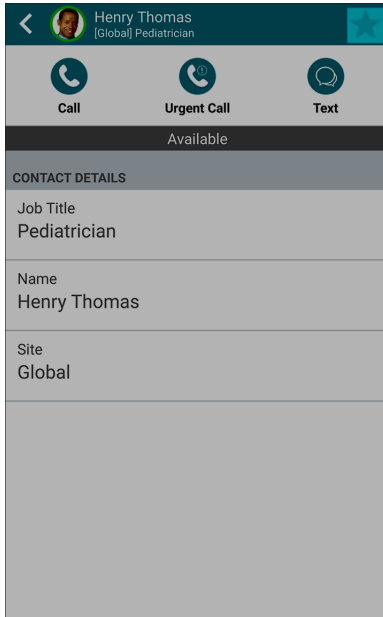 Henry Thomas
[Global] Pediatrician
Call Urgent Call Text
Available
CONTACT DETAILS
Job Title
Pediatrician
Name
Henry Thomas
Site
Global